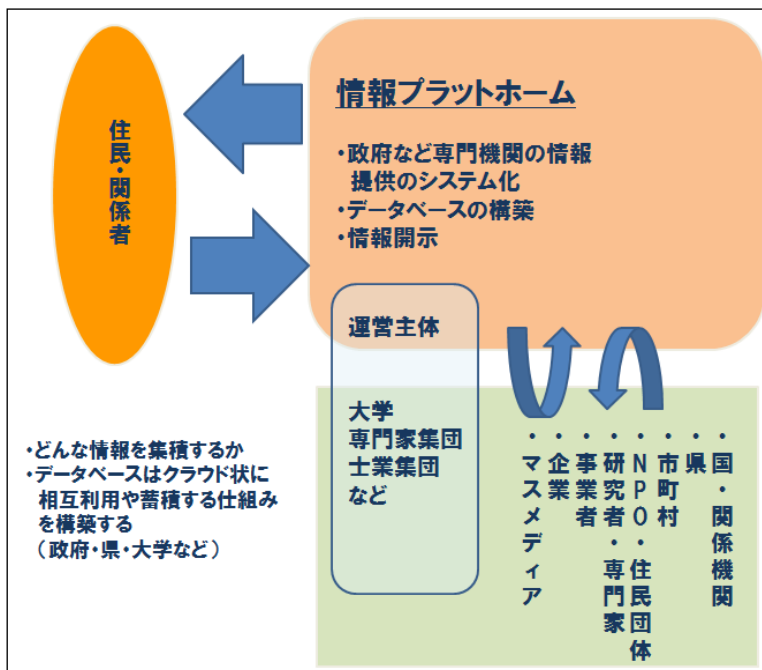 住民・関係者
情報プラットホーム
・政府など専門機関の情報
提供のシステム化
・データベースの構築
・情報開示
運営主体
大学
専門家集団
士業集団
など
・国・関係機関
・県
・市町村
・NPO・住民団体
・研究者・専門家
・事業者
・企業
・マスメディア
・どんな情報を集積するか
・データベースはクラウド状に
相互利用や蓄積する仕組み
を構築する
（政府・県・大学など）